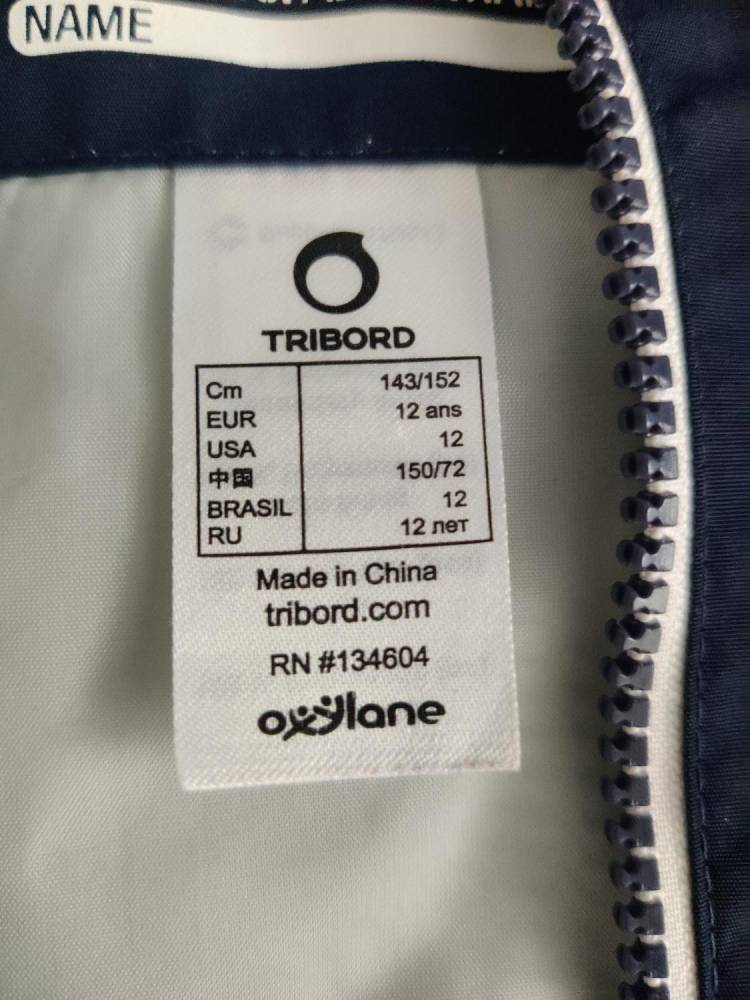 NAME
TRIBORD
Cm 143/152
EUR 12 ans
USA 12
中国 150/72
BRASIL 12
RU 12 лет
Made in China
tribord.com
RN #134604
oxylane